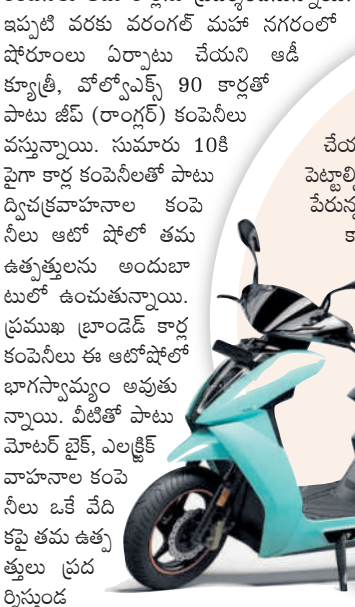 ఇప్పటి వరకు వరంగల్ మహా నగరంలో
షోరూంలు ఏర్పాటు చేయని ఆడీ
క్యూత్రీ, వోల్వోఎక్స్ 90 కార్లతో
పాటు జీప్ (రాంగ్లర్) కంపెనీలు
వస్తున్నాయి. సుమారు 10కి
పైగా కార్ల కంపెనీలతో పాటు
ద్విచక్రవాహనాల కంపె
నీలు ఆటో షోలో తమ
ఉత్పత్తులను అందుబా
టులో ఉంచుతున్నాయి.
ప్రముఖ బ్రాండెడ్ కార్ల
కంపెనీలు ఈ ఆటోషోలో
భాగస్వామ్యం అవుతు
న్నాయి. వీటితో పాటు
మోటర్ బైక్, ఎలక్ట్రిక్
వాహనాల కంపె
నీలు ఒకే వేది
కపై తమ ఉత్ప
త్తులు ప్రద
ర్శిస్తుండ
చేయ
పెట్టాల్సి
పేరున్న
కా